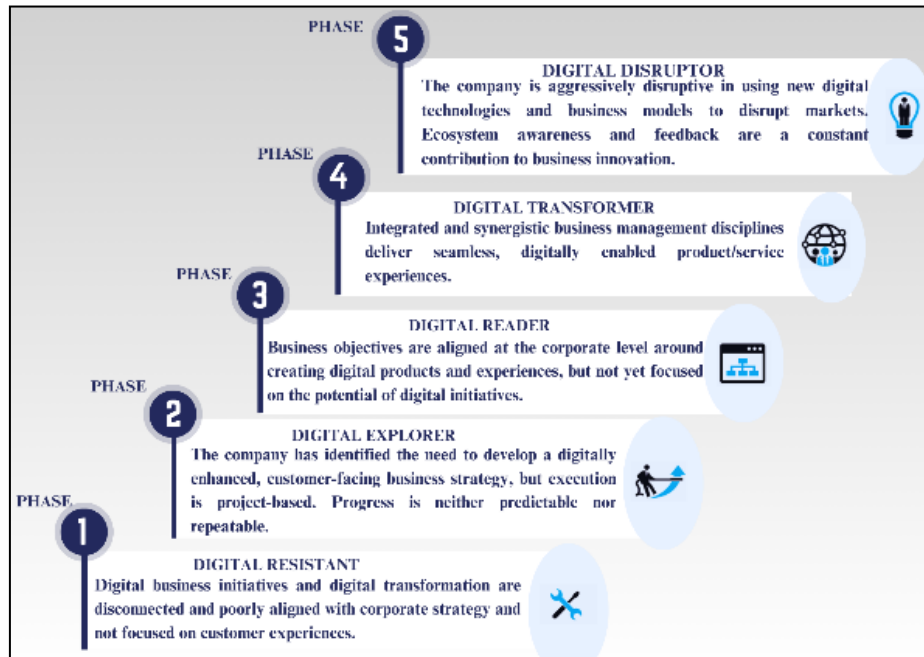 PHASE
5
DIGITAL DISRUPTOR
The company is aggressively disruptive in using new digital
technologies and business models to disrupt markets.
Ecosystem awareness and feedback are a constant
contribution to business innovation.
PHASE
4
DIGITAL TRANSFORMER
Integrated and synergistic business management disciplines
deliver seamless, digitally enabled product/service
experiences.
PHASE
3
DIGITAL READER
Business objectives are aligned at the corporate level around
creating digital products and experiences, but not yet focused
on the potential of digital initiatives.
PHASE
2
DIGITAL EXPLORER
The company has identified the need to develop a digitally
enhanced, customer-facing business strategy, but execution
is project-based. Progress is neither predictable nor
repeatable.
PHASE
1
DIGITAL RESISTANT
Digital business initiatives and digital transformation are
disconnected and poorly aligned with corporate strategy and
not focused on customer experiences.